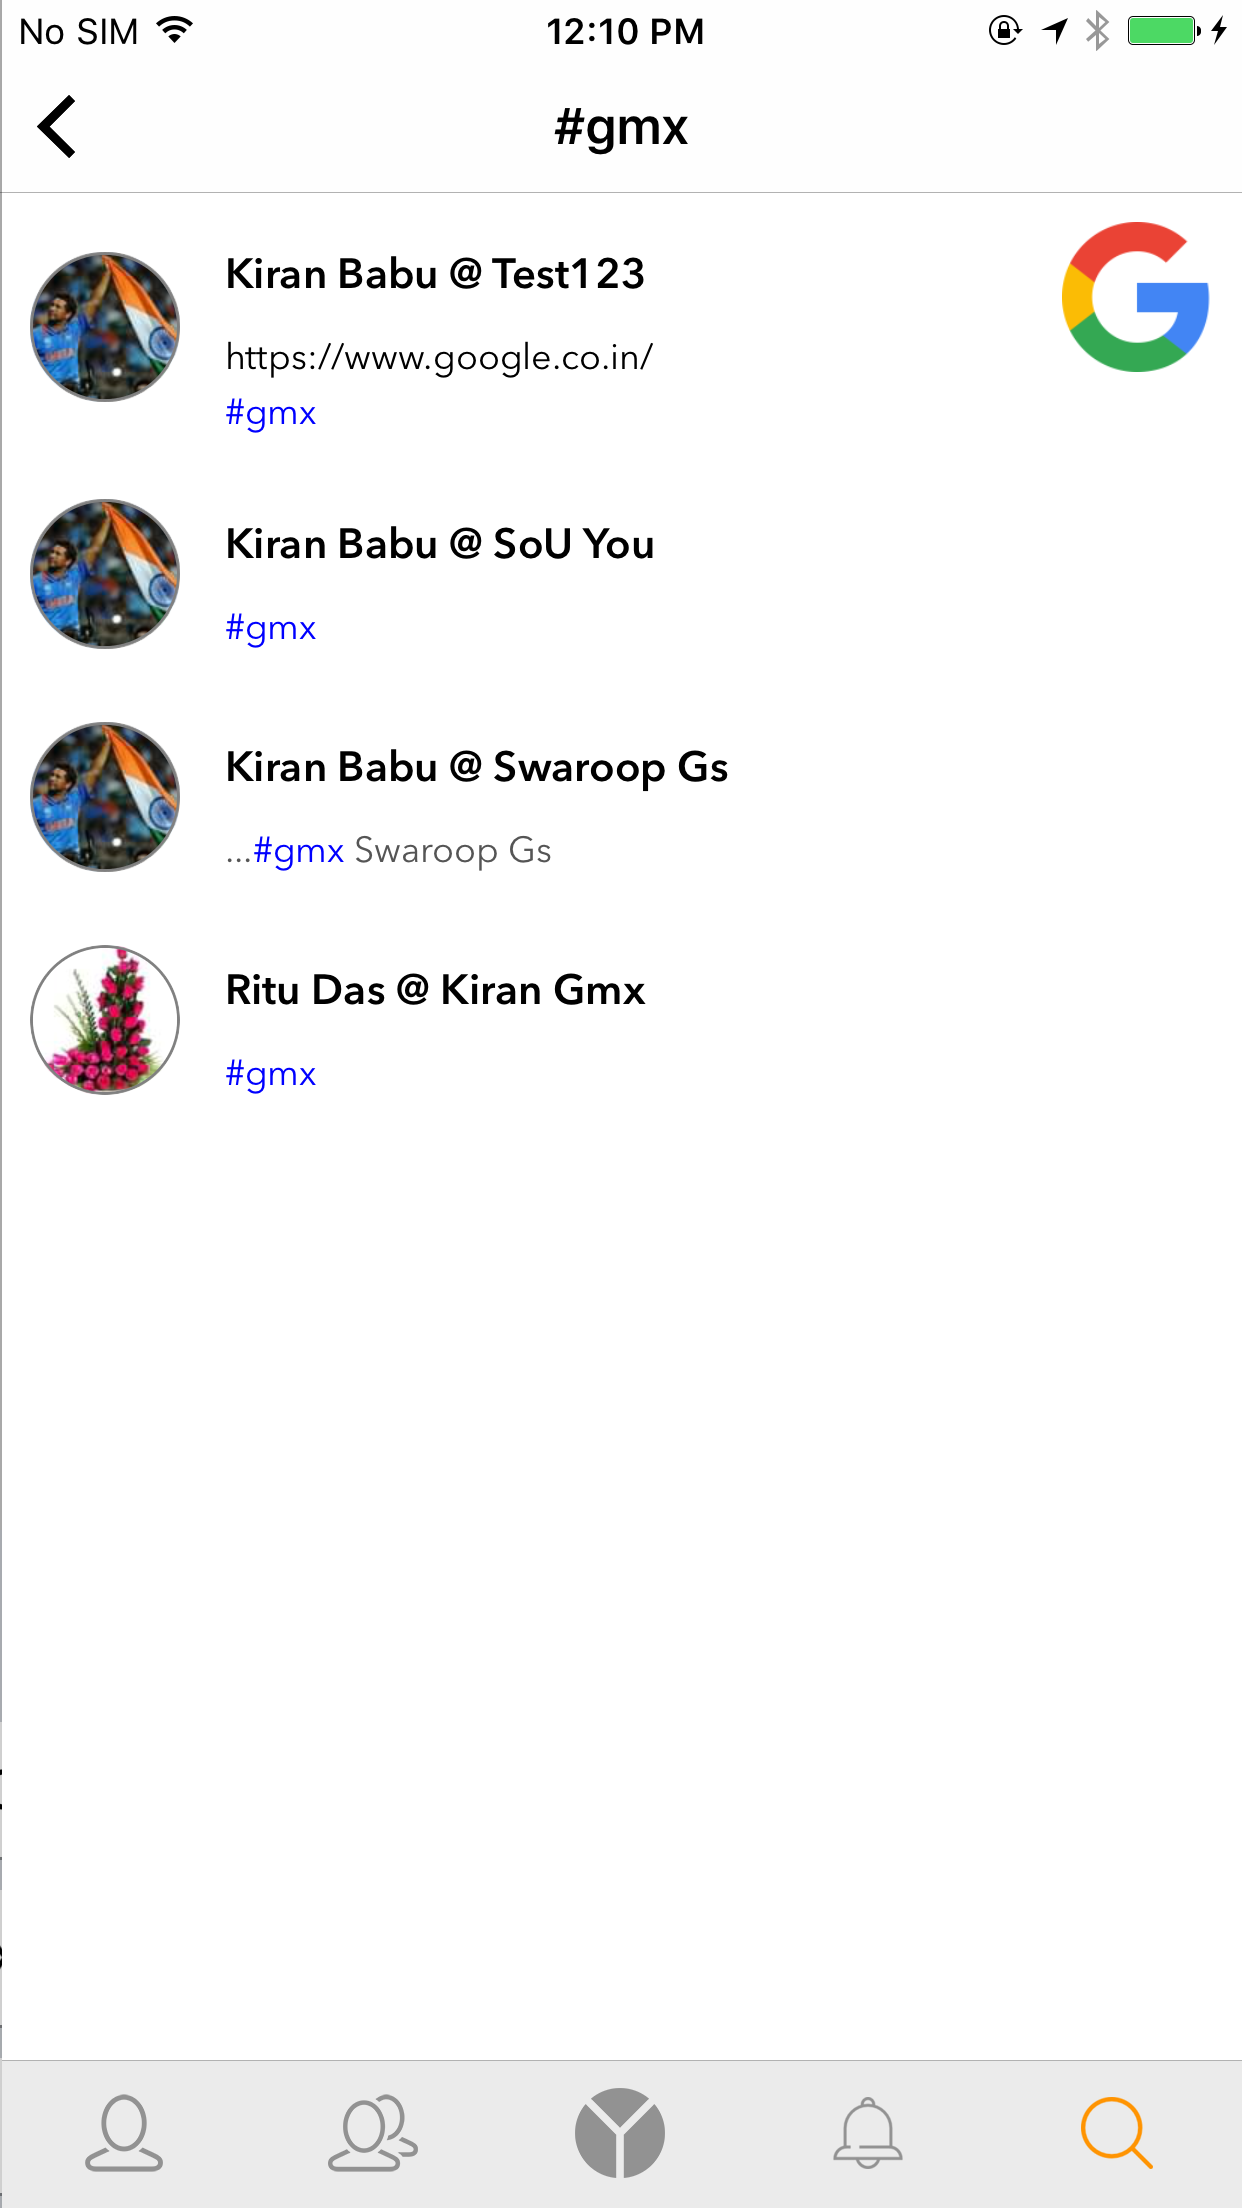 No SIM 12:10 PM
#gmx
Kiran Babu @ Test123
https://www.google.co.in/
#gmx
Kiran Babu @ SoU You
#gmx
Kiran Babu @ Swaroop Gs
...#gmx Swaroop Gs
Ritu Das @ Kiran Gmx
#gmx